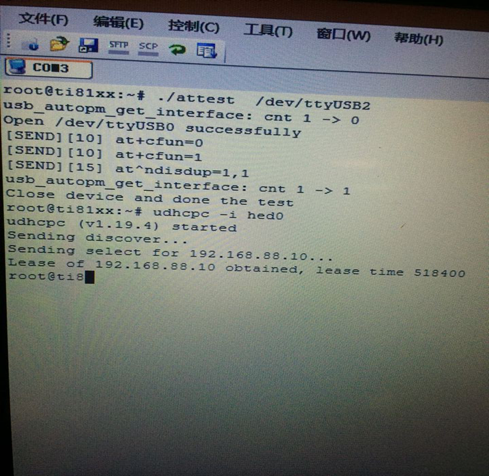 文件(F) 编辑(E) 控制(C) 工具(T) 窗口(W) 帮助(H)
SFTP SCP
COM3
root@ti81xx:~# ./attest /dev/ttyUSB2
usb_autopm_get_interface: cnt 1 -> 0
Open /dev/ttyUSB0 successfully
[SEND][10] at+cfun=0
[SEND][10] at+cfun=1
[SEND][15] at^ndisdup=1,1
usb_autopm_get_interface: cnt 1 -> 1
Close device and done the test
root@ti81xx:~# udhcpc -i hed0
udhcpc (v1.19.4) started
Sending discover...
Sending select for 192.168.88.10...
Lease of 192.168.88.10 obtained, lease time 518400
root@ti8